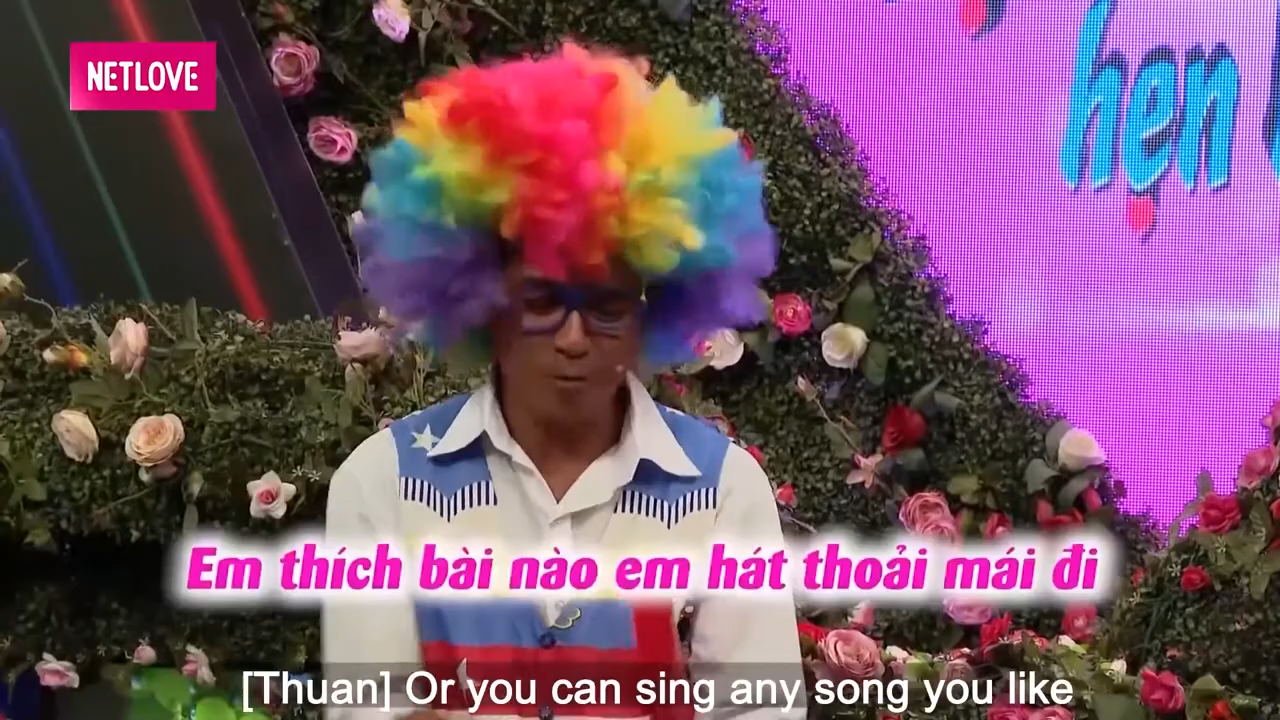 NETLOVE
hẹn
Em thích bài nào em hát thoải mái đi
[Thuan] Or you can sing any song you like